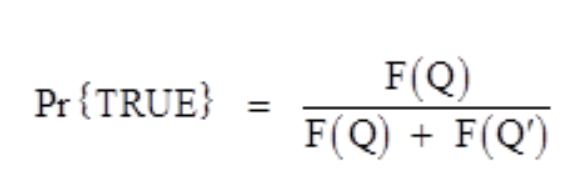 Pr{TRUE} = F(Q)
F(Q) + F(Q′)